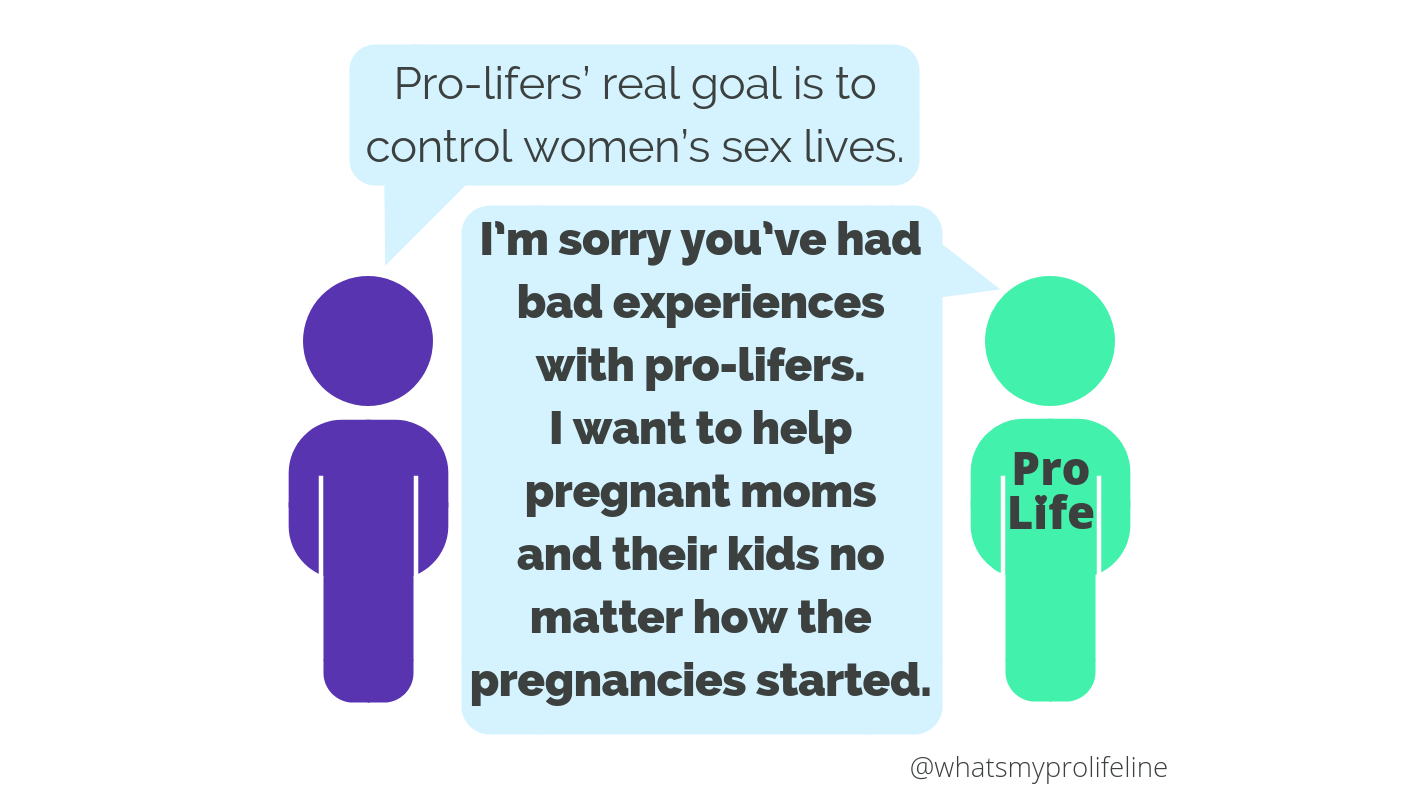 Pro-lifers’ real goal is to
control women’s sex lives.
I’m sorry you’ve had
bad experiences
with pro-lifers.
I want to help
pregnant moms
and their kids no
matter how the
pregnancies started.
Pro
Life
@whatsmyprolifeline